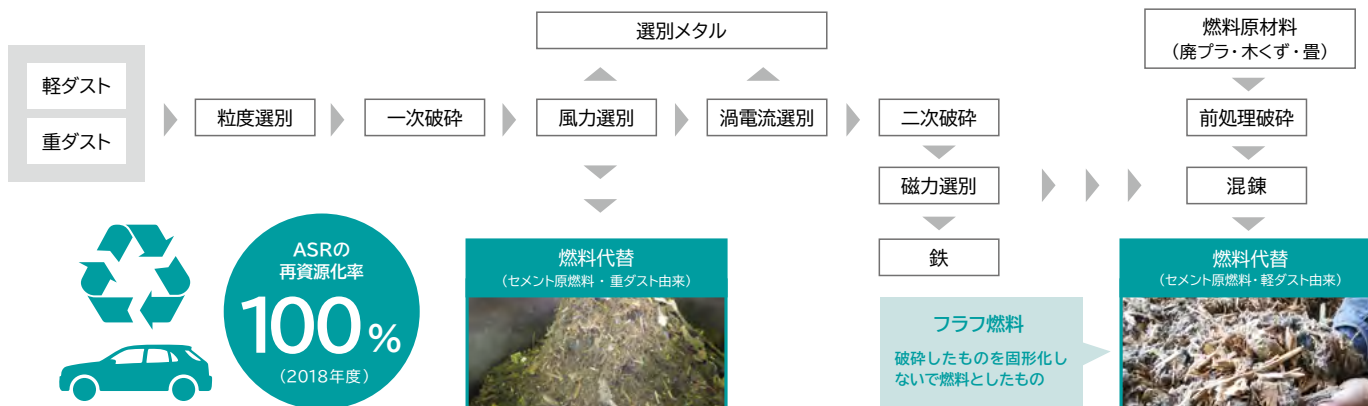 軽ダスト
重ダスト
粒度選別
一次破砕
選別メタル
風力選別
渦電流選別
二次破砕
磁力選別
鉄
燃料原材料
（廃プラ・木くず・畳）
前処理破砕
混錬
ASRの
再資源化率
100%
（2018年度）
燃料代替
（セメント原燃料・重ダスト由来）
フラフ燃料
破砕したものを固形化し
ないで燃料としたもの
燃料代替
（セメント原燃料・軽ダスト由来）